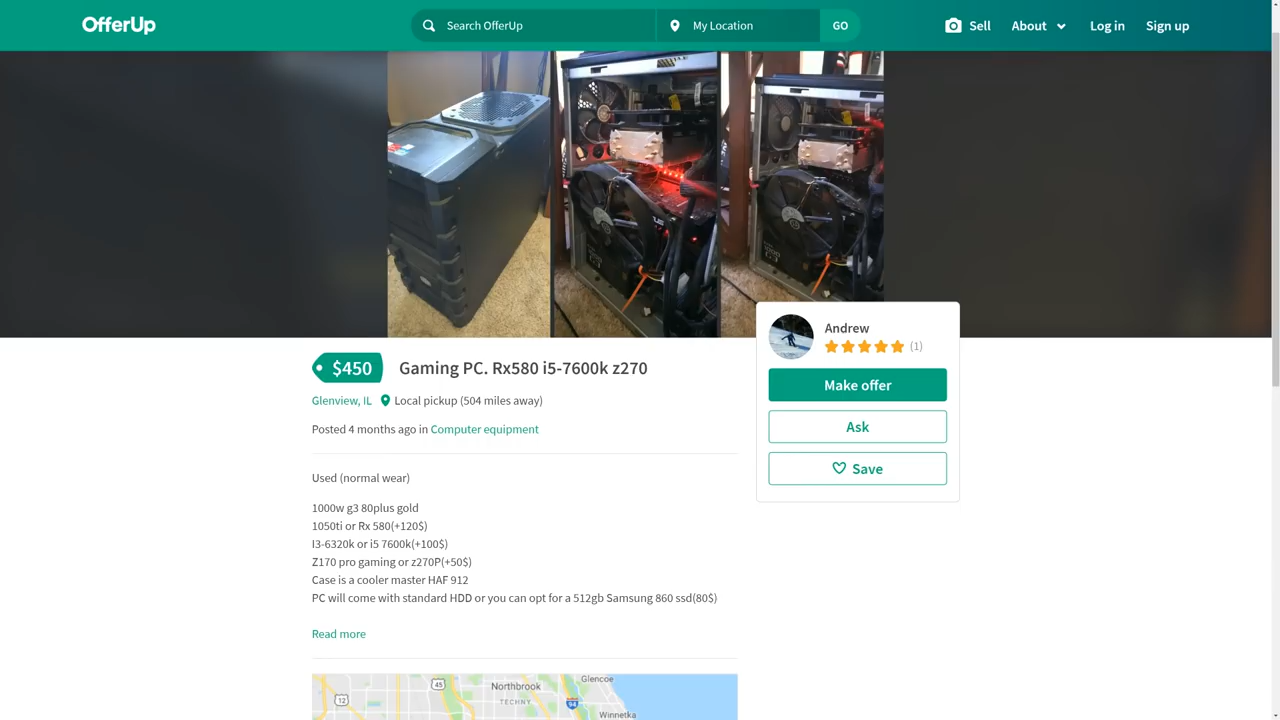 OfferUp
Search OfferUp
My Location
GO
Sell
About
Log in
Sign up
Andrew
(1)
$450
Gaming PC. Rx580 i5-7600k z270
Make offer
Glenview, IL
Local pickup (504 miles away)
Ask
Posted 4 months ago in Computer equipment
Save
Used (normal wear)
1000w g3 80plus gold
1050ti or Rx 580(+120$)
I3-6320k or i5 7600k(+100$)
Z170 pro gaming or z270P(+50$)
Case is a cooler master HAF 912
PC will come with standard HDD or you can opt for a 512gb Samsung 860 ssd(80$)
Read more
45
Northbrook
Glencoe
12
TECHNY
94
Winnetka